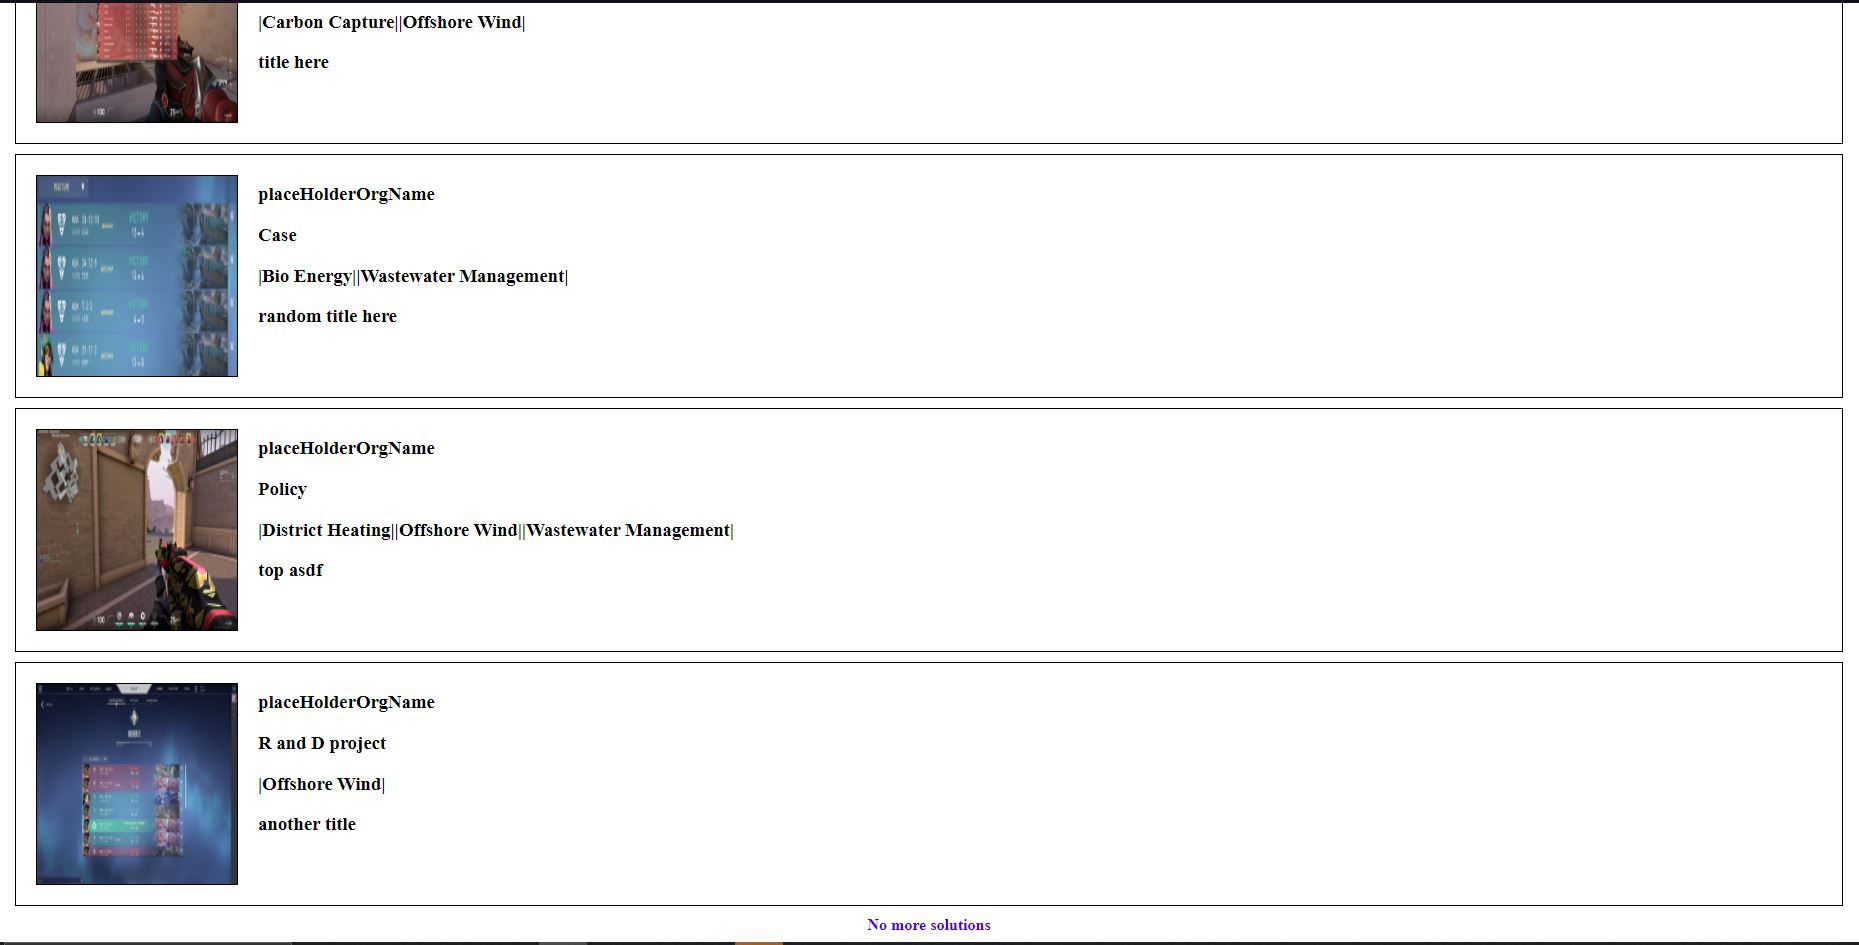 |Carbon Capture||Offshore Wind|
title here
placeHolderOrgName
Case
|Bio Energy||Wastewater Management|
random title here
placeHolderOrgName
Policy
|District Heating||Offshore Wind||Wastewater Management|
top asdf
placeHolderOrgName
R and D project
|Offshore Wind|
another title
No more solutions